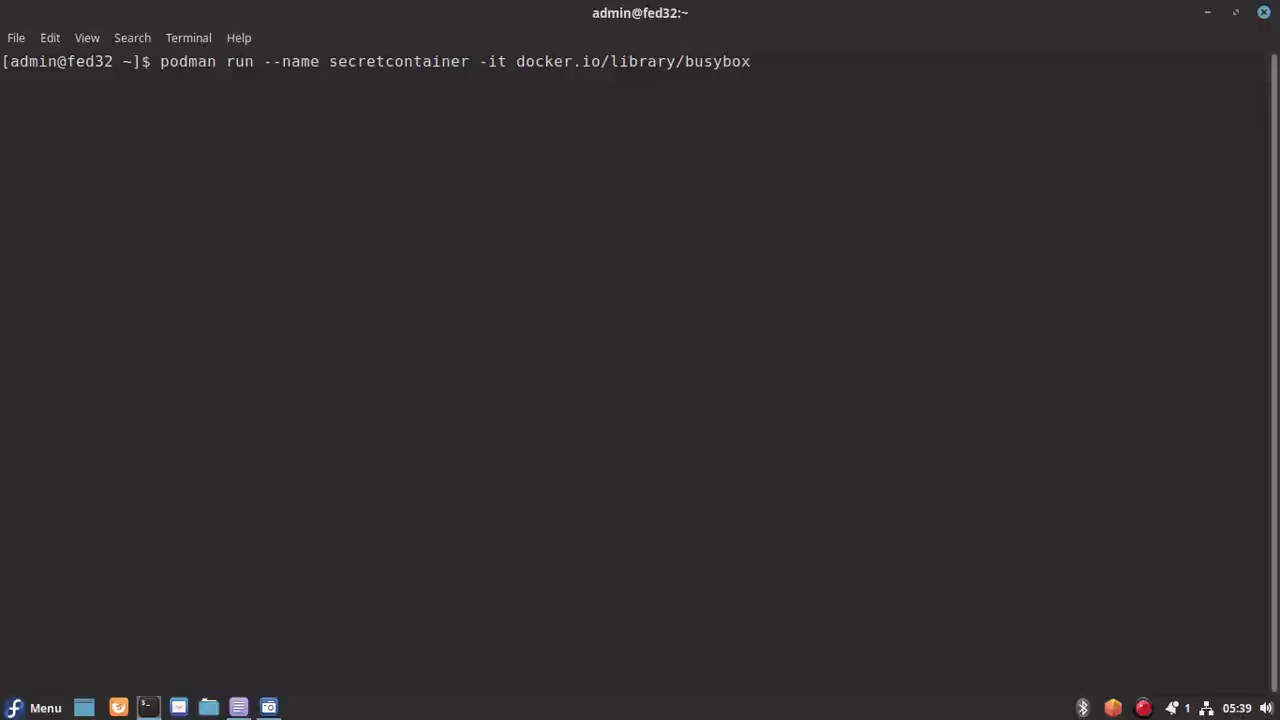 admin@fed32:~
File Edit View Search Terminal Help
[admin@fed32 ~]$ podman run --name secretcontainer -it docker.io/library/busybox
Menu 1 05:39